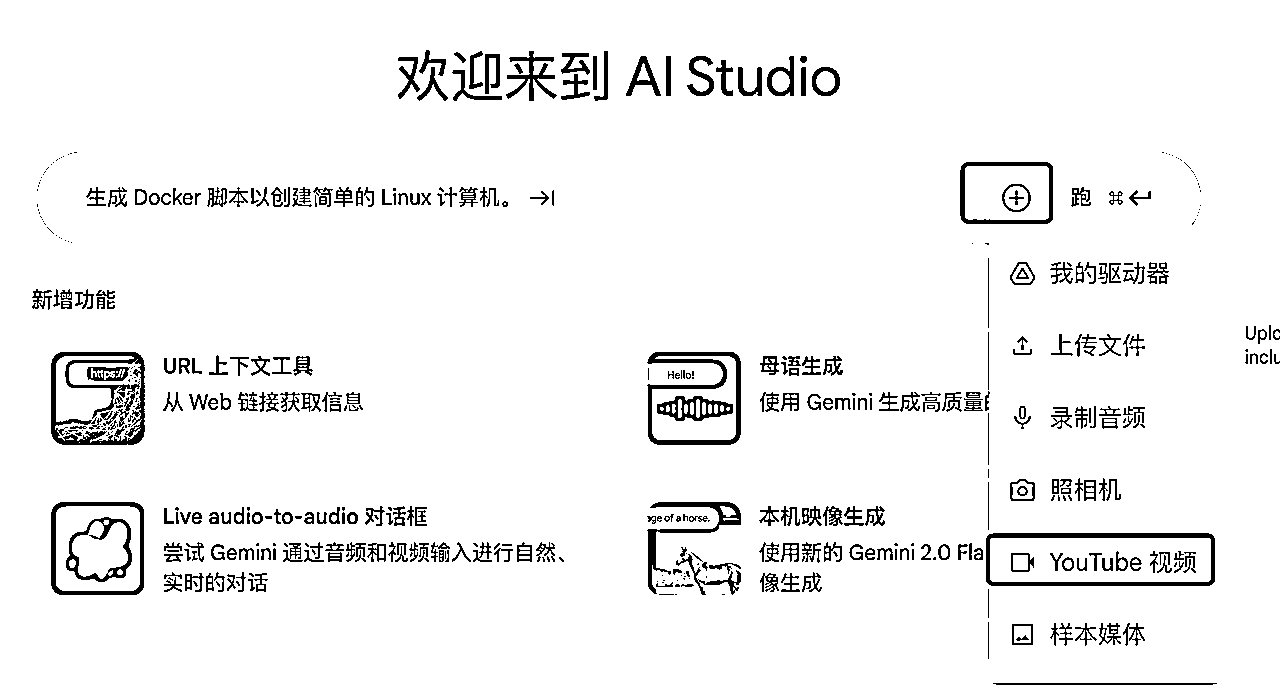 欢迎来到 AI Studio
生成 Docker 脚本以创建简单的 Linux 计算机。
跑 ⌘
新增功能
URL 上下文工具
从 Web 链接获取信息
https://
Hello!
母语生成
使用 Gemini 生成高质量
Live audio-to-audio 对话框
尝试 Gemini 通过音频和视频输入进行自然、
实时的对话
age of a horse.
本机映像生成
使用新的 Gemini 2.0 Fla
像生成
我的驱动器
上传文件
录制音频
照相机
YouTube 视频
样本媒体
Uplo
inclu